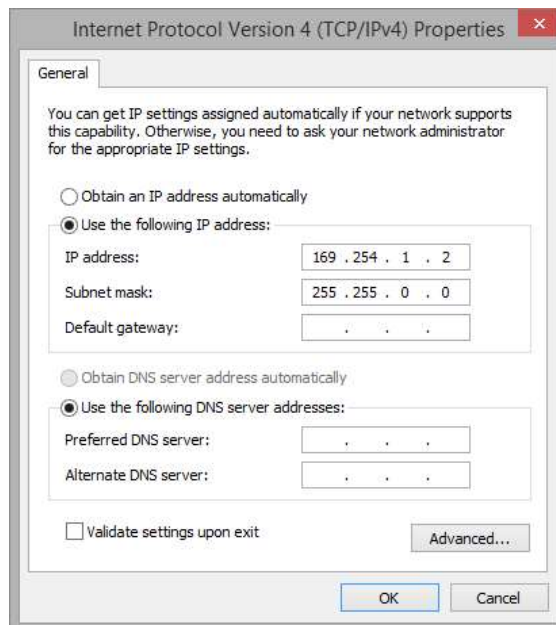 Internet Protocol Version 4 (TCP/IPv4) Properties
General
You can get IP settings assigned automatically if your network supports
this capability. Otherwise, you need to ask your network administrator
for the appropriate IP settings.
Obtain an IP address automatically
Use the following IP address:
IP address: 169 . 254 . 1 . 2
Subnet mask: 255 . 255 . 0 . 0
Default gateway: . . .
Obtain DNS server address automatically
Use the following DNS server addresses:
Preferred DNS server: . . .
Alternate DNS server: . . .
Validate settings upon exit
Advanced...
OK Cancel